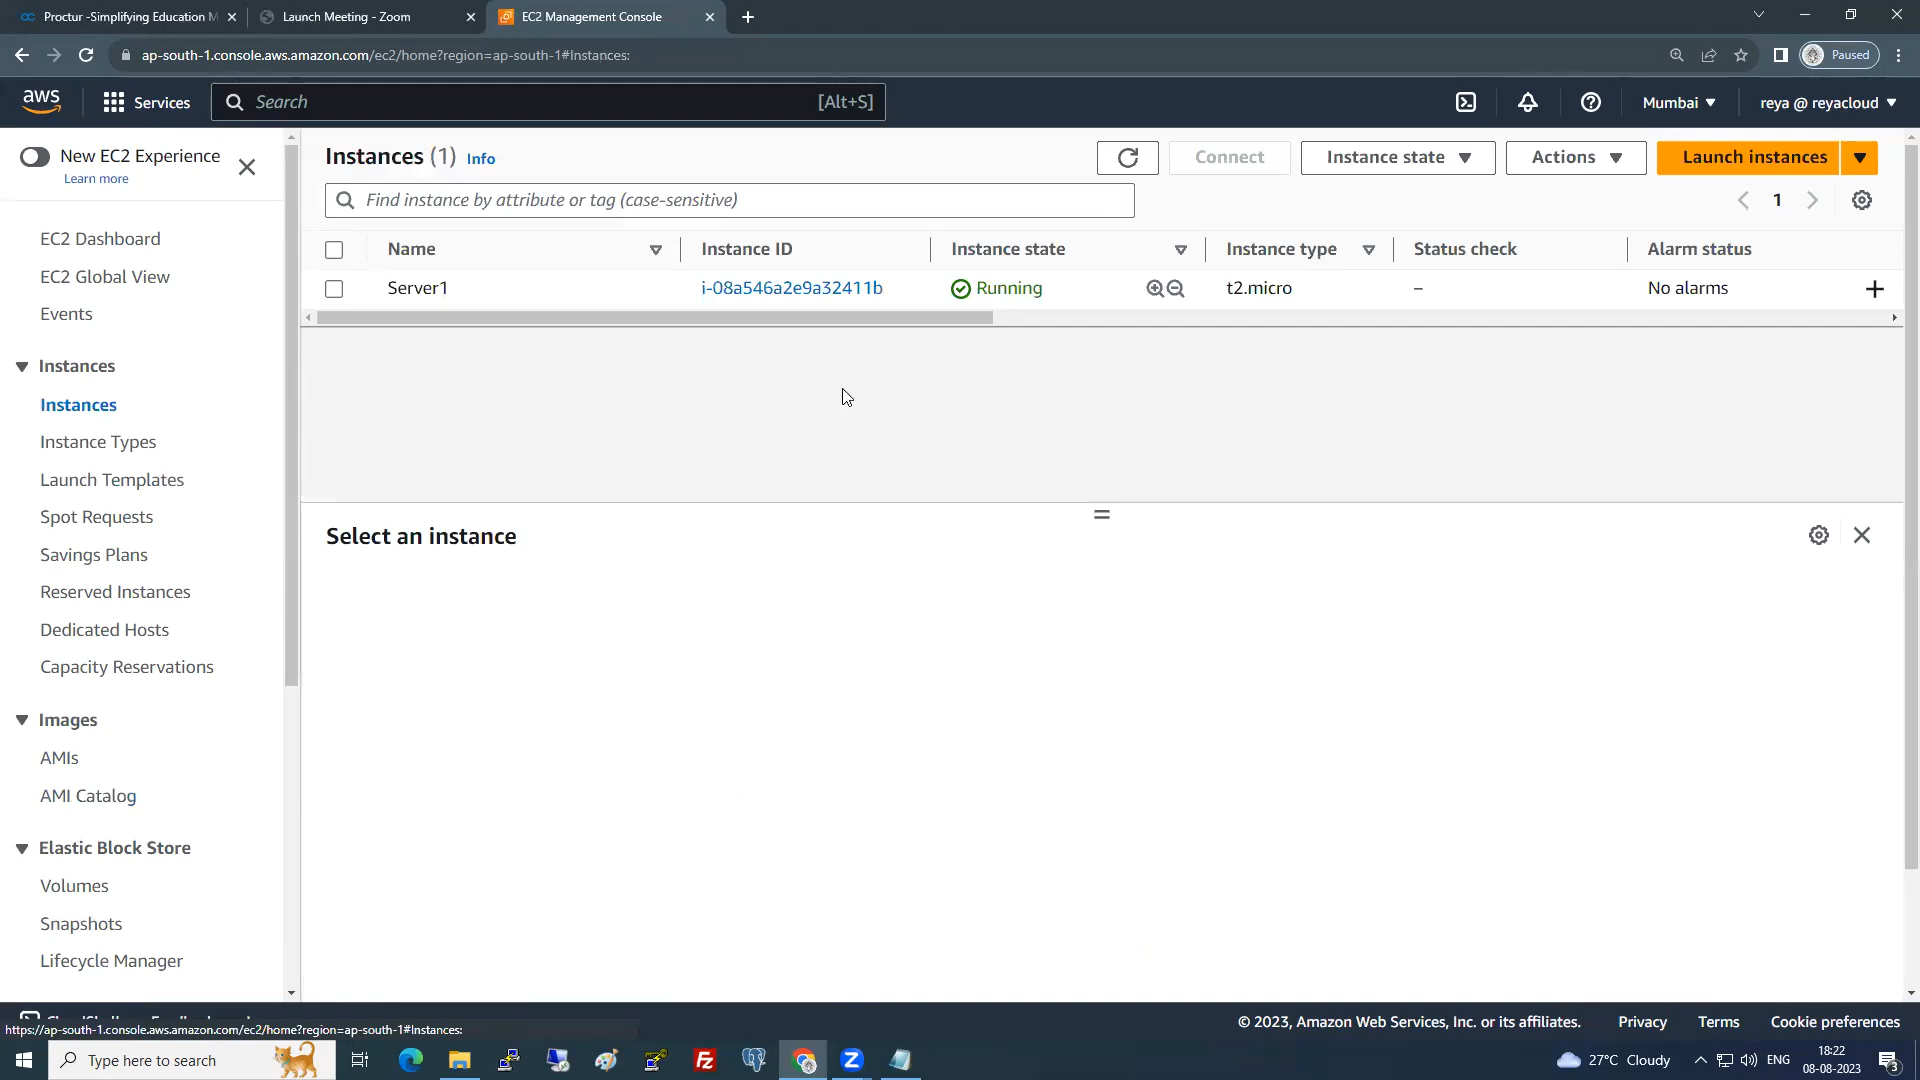 Proctur -Simplifying Education M
Launch Meeting - Zoom
EC2 Management Console
ap-south-1.console.aws.amazon.com/ec2/home?region=ap-south-1#Instances:
Paused
aws
Services
Search
[Alt+S]
Mumbai
reya @ reyacloud
New EC2 Experience
Learn more
EC2 Dashboard
EC2 Global View
Events
Instances
Instances
Instance Types
Launch Templates
Spot Requests
Savings Plans
Reserved Instances
Dedicated Hosts
Capacity Reservations
Images
AMIs
AMI Catalog
Elastic Block Store
Volumes
Snapshots
Lifecycle Manager
Instances (1) Info
Connect
Instance state
Actions
Launch instances
Find instance by attribute or tag (case-sensitive)
1
Name Instance ID Instance state Instance type Status check Alarm status
Server1 i-08a546a2e9a32411b Running t2.micro – No alarms
Select an instance
https://ap-south-1.console.aws.amazon.com/ec2/home?region=ap-south-1#Instances:
© 2023, Amazon Web Services, Inc. or its affiliates. Privacy Terms Cookie preferences
Type here to search
27°C Cloudy
ENG
18:22
08-08-2023
3